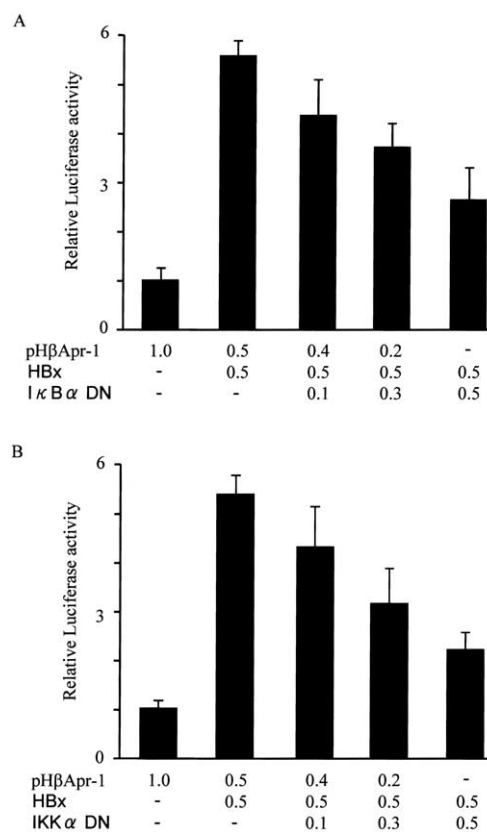 A
6
3
0
Relative Luciferase activity
pHβApr-1 1.0 0.5 0.4 0.2 -
HBx - 0.5 0.5 0.5 0.5
IκBα DN - - 0.1 0.3 0.5
B
6
3
0
Relative Luciferase activity
pHβApr-1 1.0 0.5 0.4 0.2 -
HBx - 0.5 0.5 0.5 0.5
IKKα DN - - 0.1 0.3 0.5